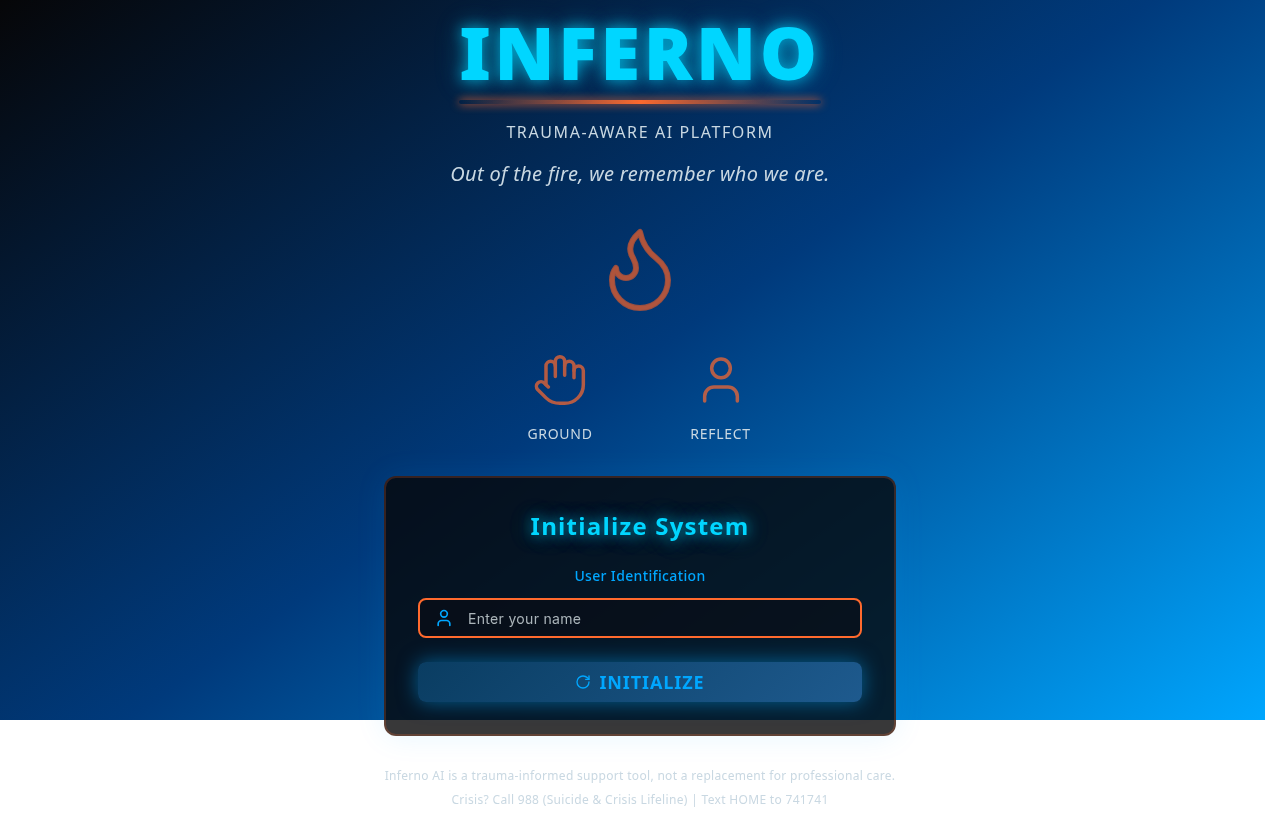 INFERNO
TRAUMA-AWARE AI PLATFORM
Out of the fire, we remember who we are.
GROUND
REFLECT
Initialize System
User Identification
Enter your name
INITIALIZE
Inferno AI is a trauma-informed support tool, not a replacement for professional care.
Crisis? Call 988 (Suicide & Crisis Lifeline) | Text HOME to 741741